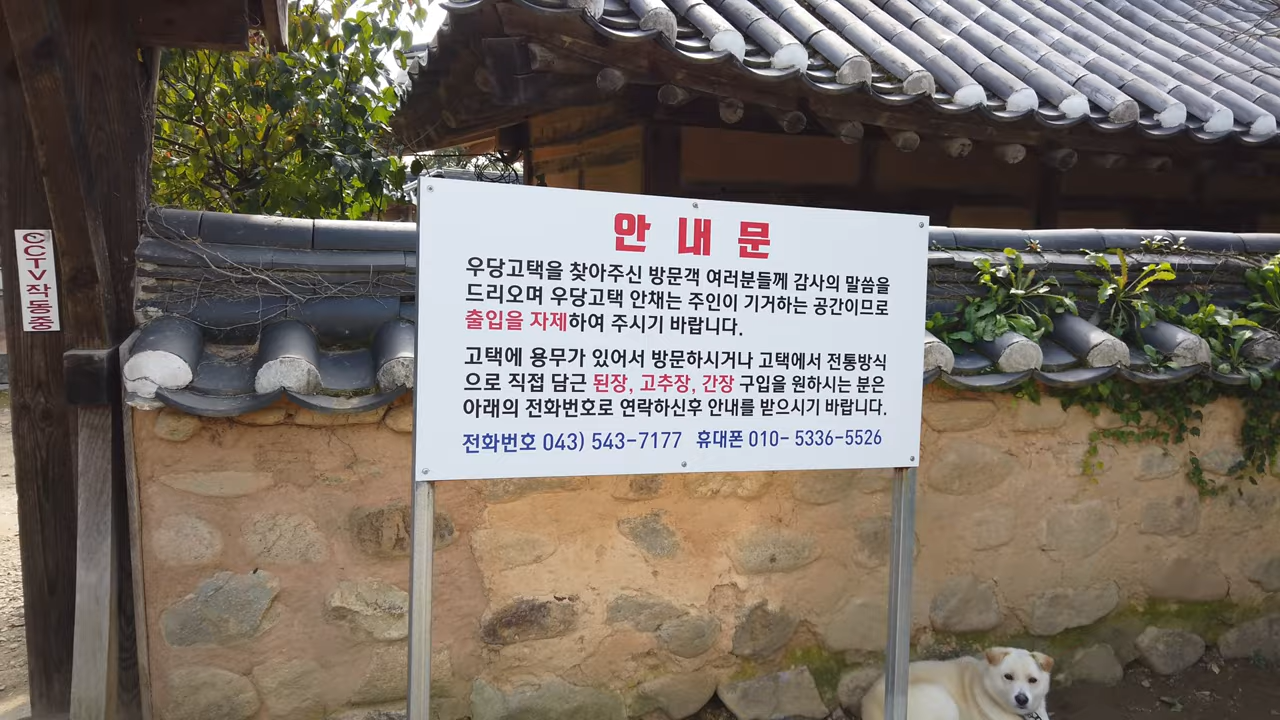 안 내 문
우당고택을 찾아주신 방문객 여러분들께 감사의 말씀을
드리오며 우당고택 안채는 주인이 기거하는 공간이므로
출입을 자제하여 주시기 바랍니다.
고택에 용무가 있어서 방문하시거나 고택에서 전통방식
으로 직접 담근 된장, 고추장, 간장 구입을 원하시는 분은
아래의 전화번호로 연락하신후 안내를 받으시기 바랍니다.
전화번호 043) 543-7177 휴대폰 010- 5336-5526
CCTV작동중